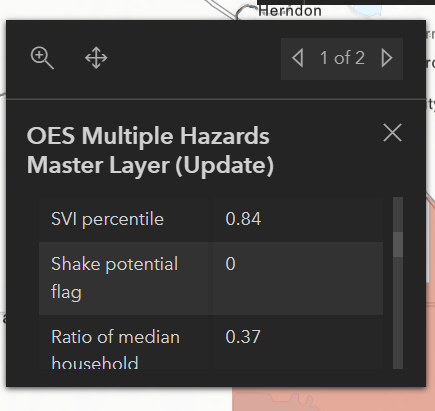 Herndon
1 of 2
OES Multiple Hazards
Master Layer (Update)
SVI percentile 0.84
Shake potential 0
flag
Ratio of median 0.37
household